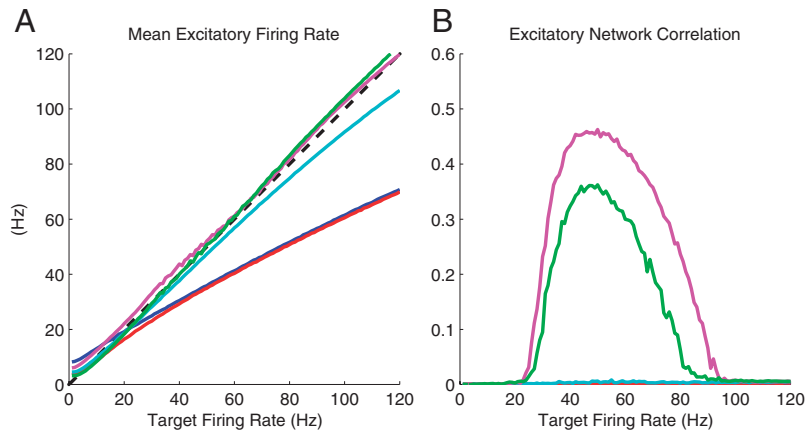 A
Mean Excitatory Firing Rate
120
100
80
60
40
20
0
(Hz)
0 20 40 60 80 100 120
Target Firing Rate (Hz)
B
Excitatory Network Correlation
0.6
0.5
0.4
0.3
0.2
0.1
0
0 20 40 60 80 100 120
Target Firing Rate (Hz)